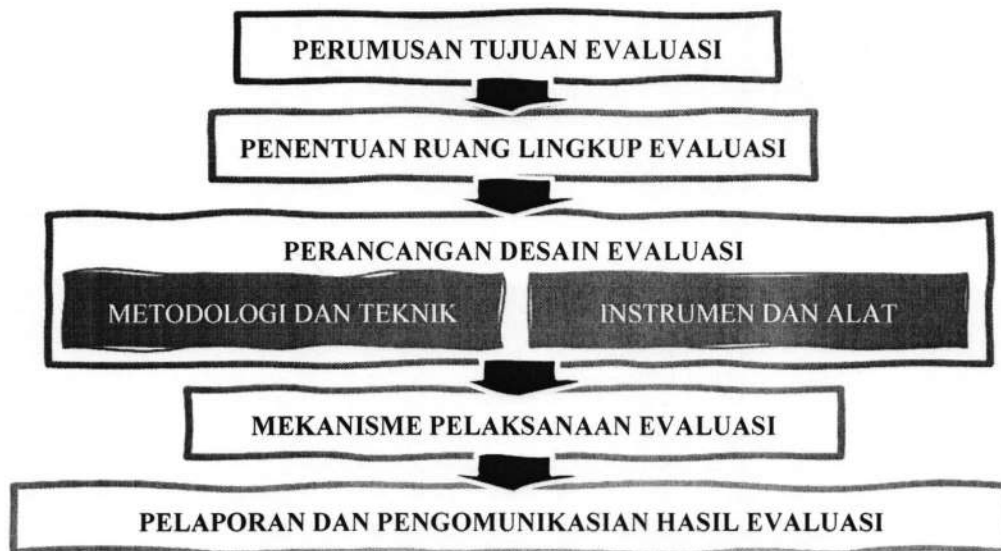 PERUMUSAN TUJUAN EVALUASI
PENENTUAN RUANG LINGKUP EVALUASI
PERANCANGAN DESAIN EVALUASI
METODOLOGI DAN TEKNIK
INSTRUMEN DAN ALAT
MEKANISME PELAKSANAAN EVALUASI
PELAPORAN DAN PENGOMUNIKASIAN HASIL EVALUASI